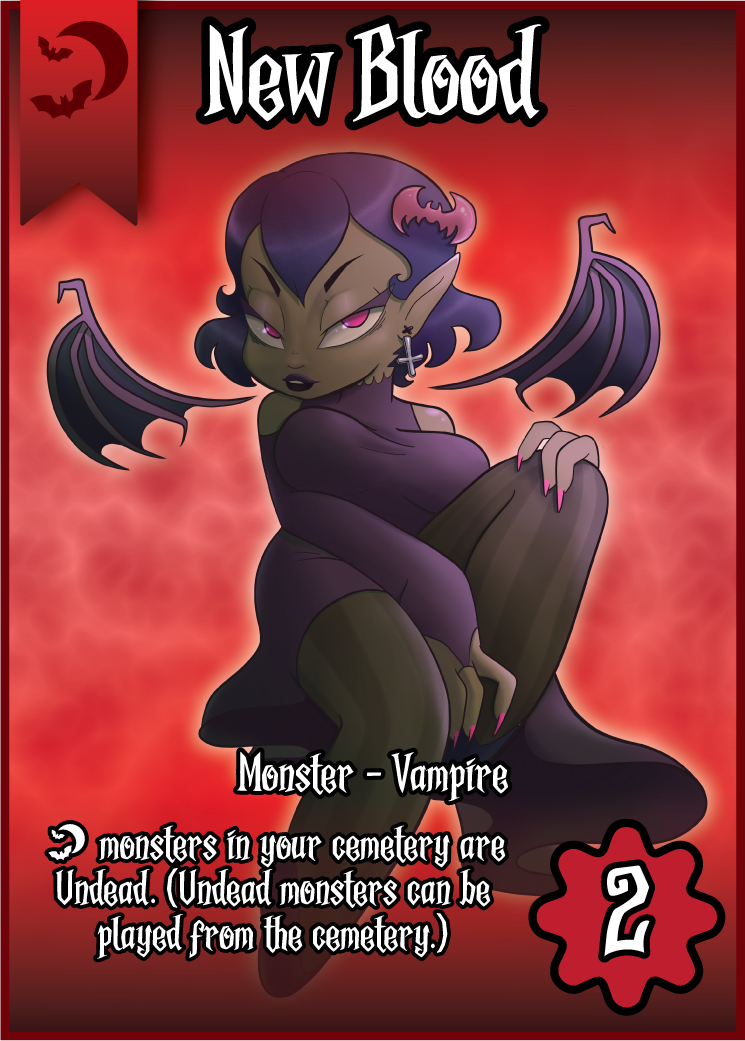 New Blood
Monster - Vampire
monsters in your cemetery are
Undead. (Undead monsters can be
played from the cemetery.)
2